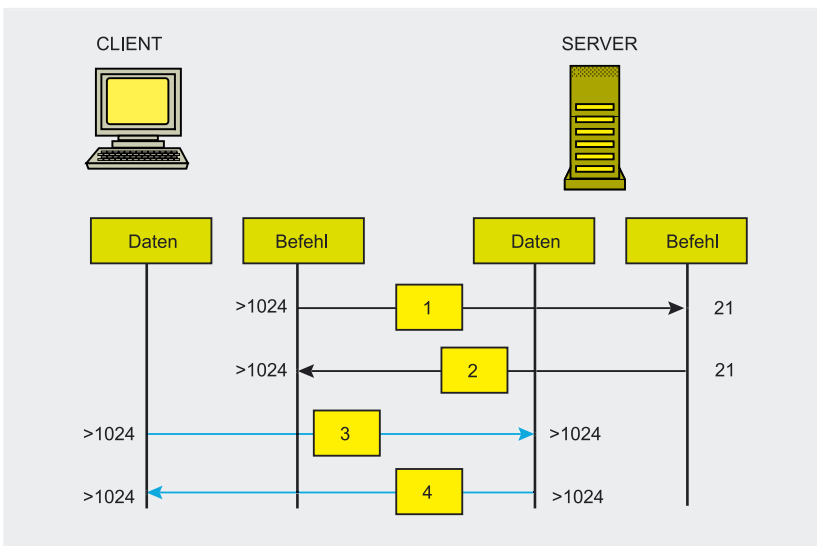 CLIENT SERVER
Daten Befehl Daten Befehl
>1024 1 21
>1024 2 21
>1024 3 >1024
>1024 4 >1024